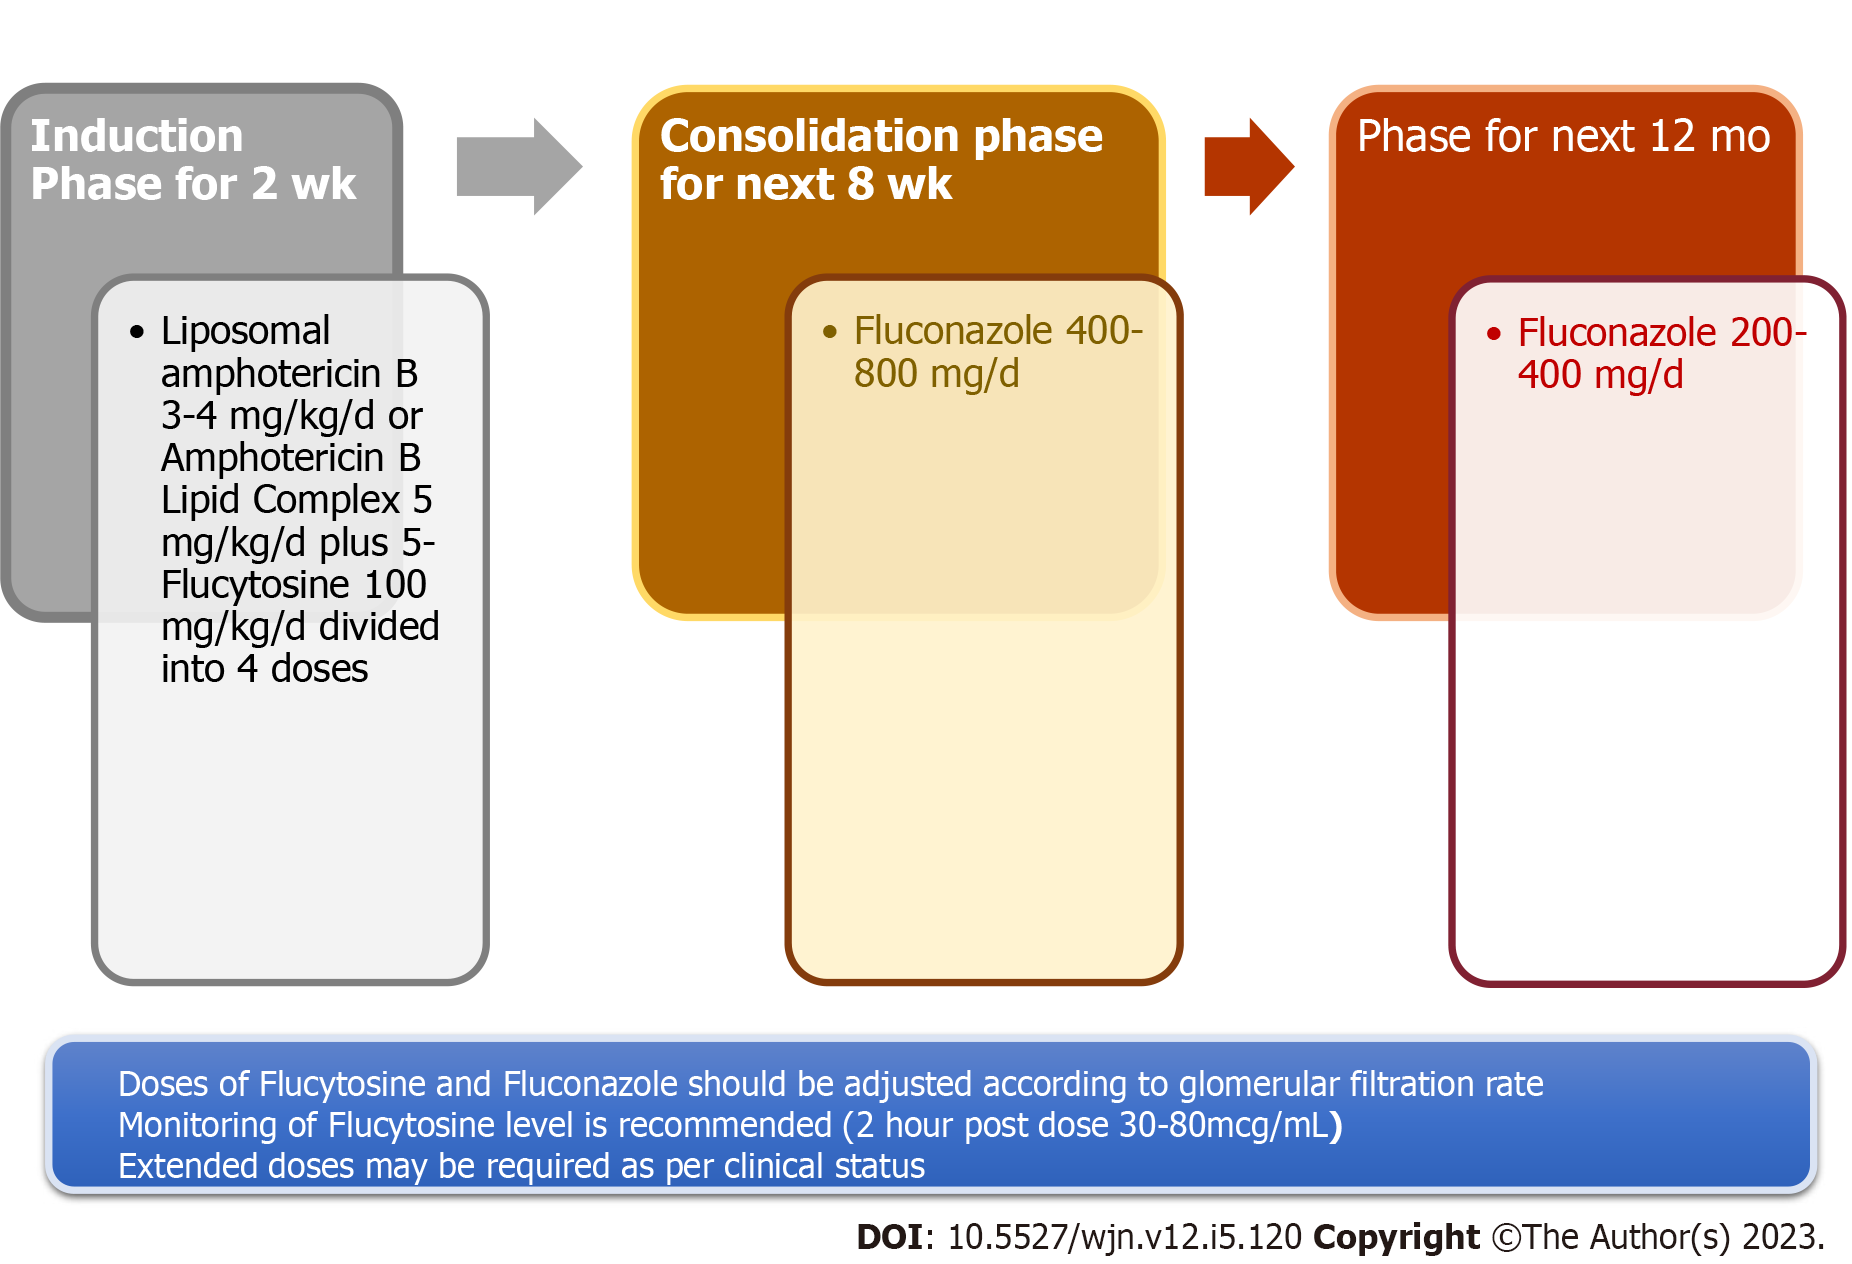 Induction
Phase for 2 wk
• Liposomal
amphotericin B
3-4 mg/kg/d or
Amphotericin B
Lipid Complex 5
mg/kg/d plus 5-
Flucytosine 100
mg/kg/d divided
into 4 doses
Consolidation phase
for next 8 wk
• Fluconazole 400-
800 mg/d
Phase for next 12 mo
• Fluconazole 200-
400 mg/d
Doses of Flucytosine and Fluconazole should be adjusted according to glomerular filtration rate
Monitoring of Flucytosine level is recommended (2 hour post dose 30-80mcg/mL)
Extended doses may be required as per clinical status
DOI: 10.5527/wjn.v12.i5.120 Copyright ©The Author(s) 2023.